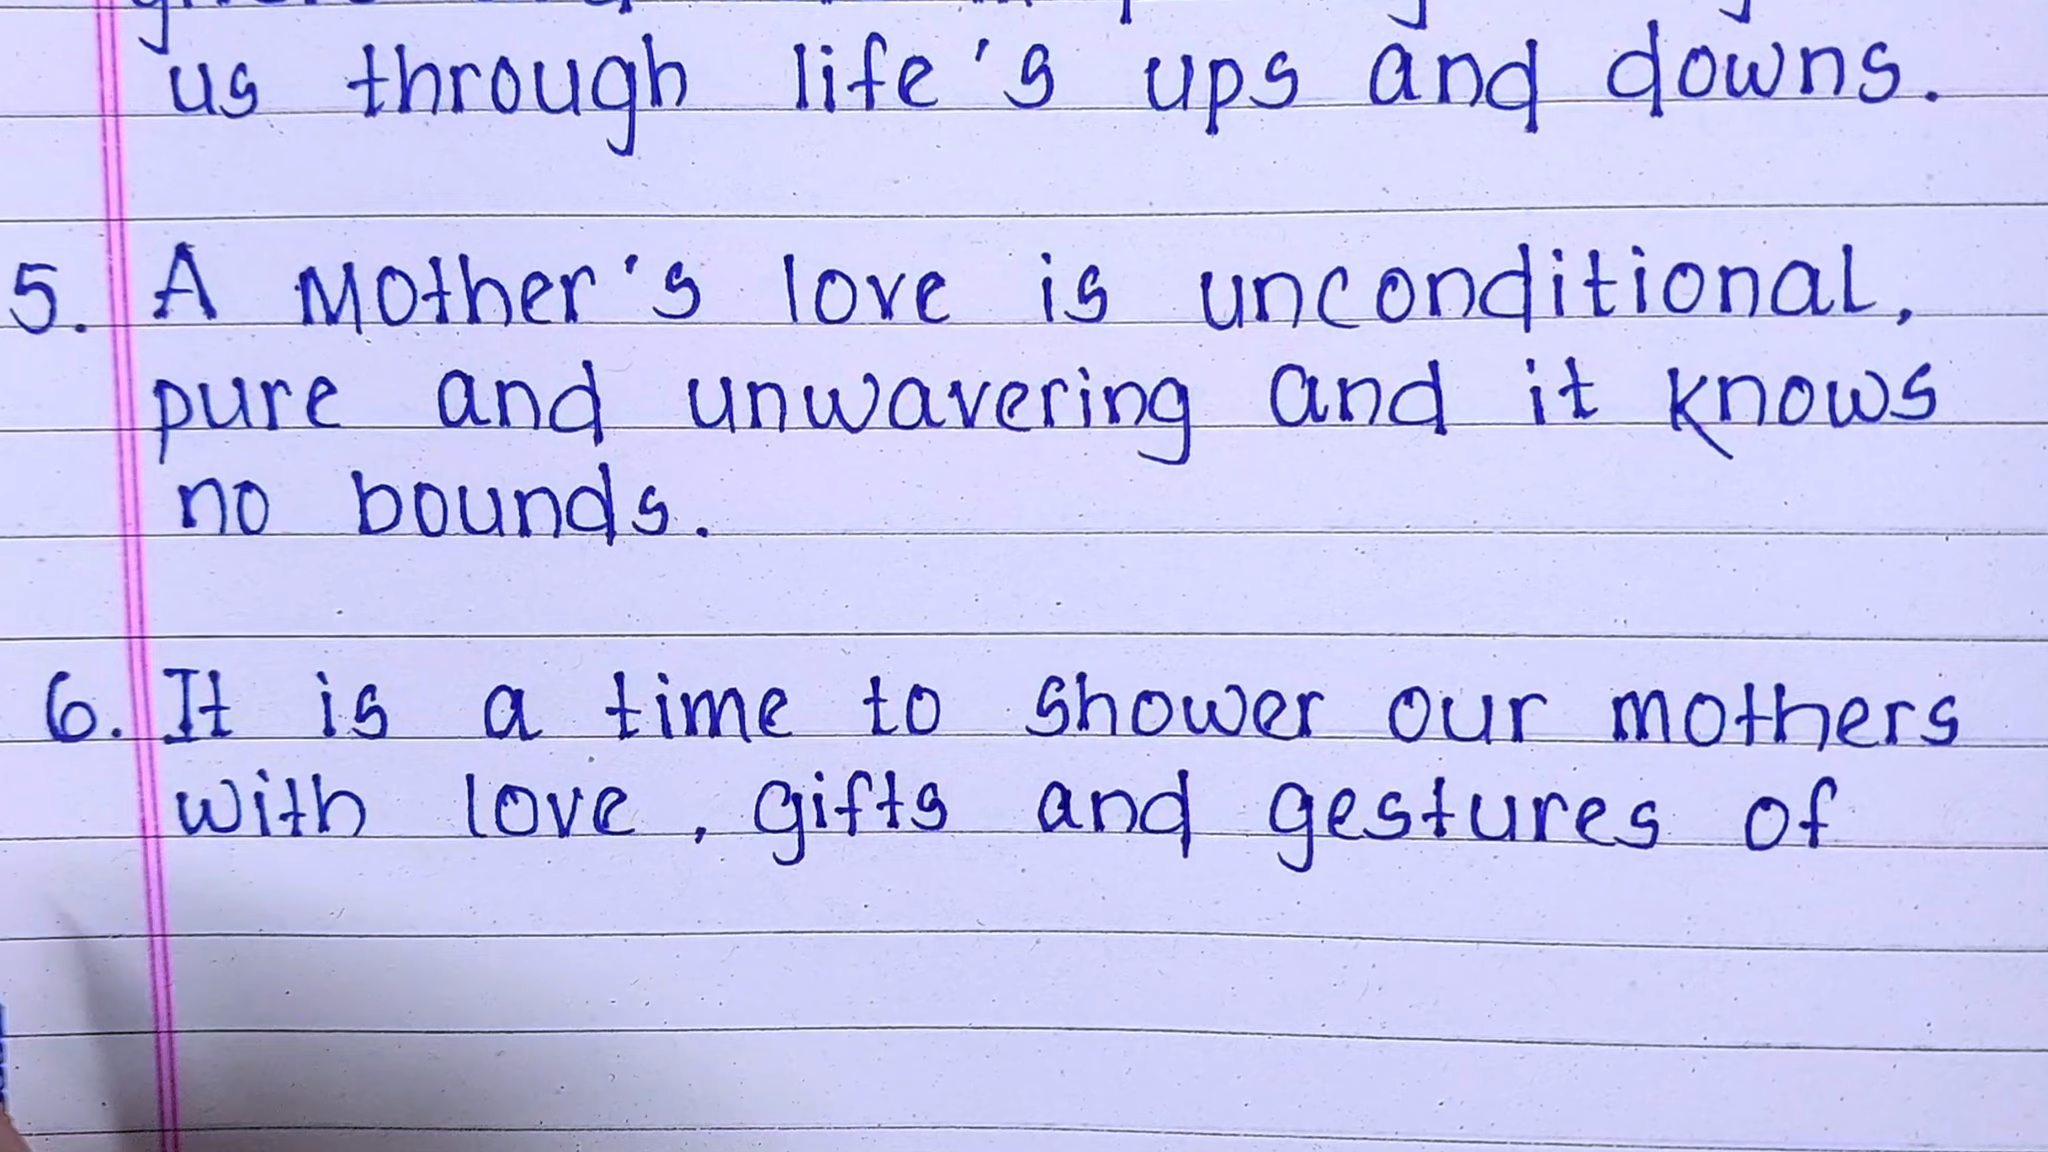 us through life's ups and downs.
5. A Mother's love is unconditional,
pure and unwavering and it knows
no bounds.
6. It is a time to shower our mothers
with love, gifts and gestures of